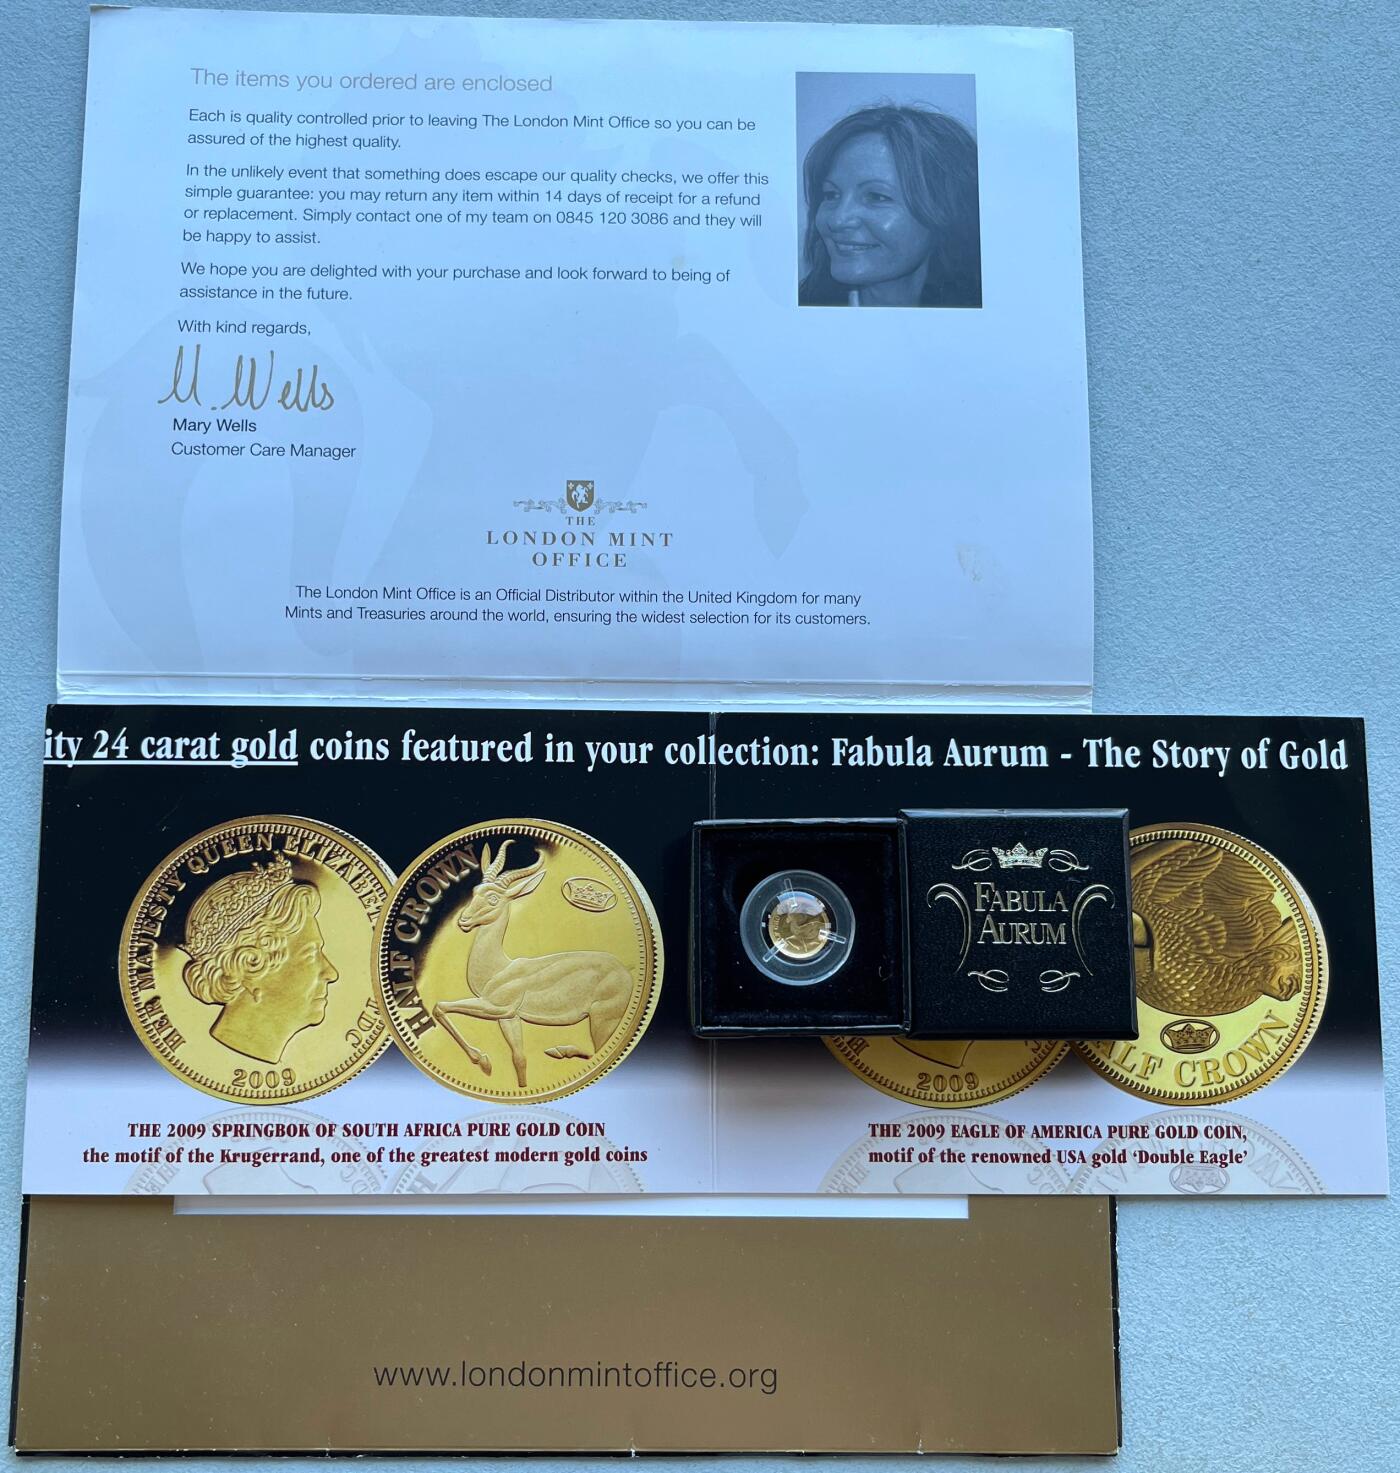 The items you ordered are enclosed
Each is quality controlled prior to leaving The London Mint Office so you can be
assured of the highest quality.
In the unlikely event that something does escape our quality checks, we offer this
simple guarantee: you may return any item within 14 days of receipt for a refund
or replacement. Simply contact one of my team on 0845 120 3086 and they will
be happy to assist.
We hope you are delighted with your purchase and look forward to being of
assistance in the future.
With kind regards,
M. Wells
Mary Wells
Customer Care Manager
THE
LONDON MINT
OFFICE
The London Mint Office is an Official Distributor within the United Kingdom for many
Mints and Treasuries around the world, ensuring the widest selection for its customers.
ity 24 carat gold coins featured in your collection: Fabula Aurum - The Story of Gold
HER MAJESTY QUEEN ELIZABET
TDC
2009
HALF CROWN
FABULA
AURUM
2009
ALF CROWN
THE 2009 SPRINGBOK OF SOUTH AFRICA PURE GOLD COIN
the motif of the Krugerrand, one of the greatest modern gold coins
THE 2009 EAGLE OF AMERICA PURE GOLD COIN,
motif of the renowned USA gold 'Double Eagle'
www.londonmintoffice.org